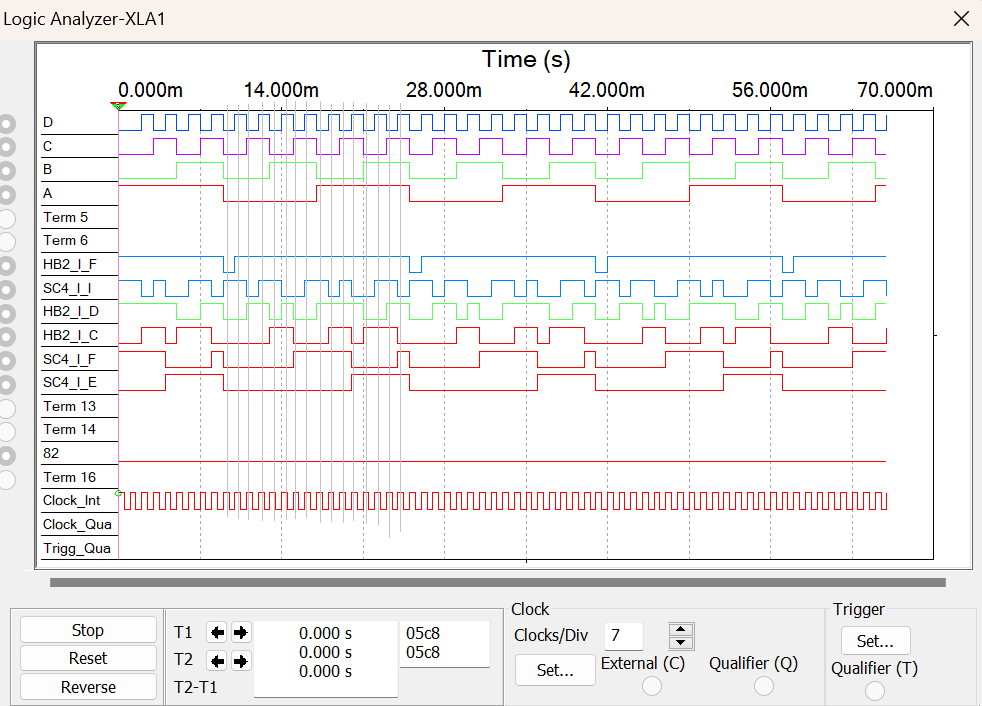 Logic Analyzer-XLA1
Time (s)
0.000m 14.000m 28.000m 42.000m 56.000m 70.000m
D
C
B
A
Term 5
Term 6
HB2_I_F
SC4_I_I
HB2_I_D
HB2_I_C
SC4_I_F
SC4_I_E
Term 13
Term 14
82
Term 16
Clock_Int
Clock_Qua
Trigg_Qua
Stop
Reset
Reverse
T1 0.000 s 05c8
T2 0.000 s 05c8
T2-T1 0.000 s
Clock
Clocks/Div 7
Set...
External (C) Qualifier (Q)
Trigger
Set...
Qualifier (T)